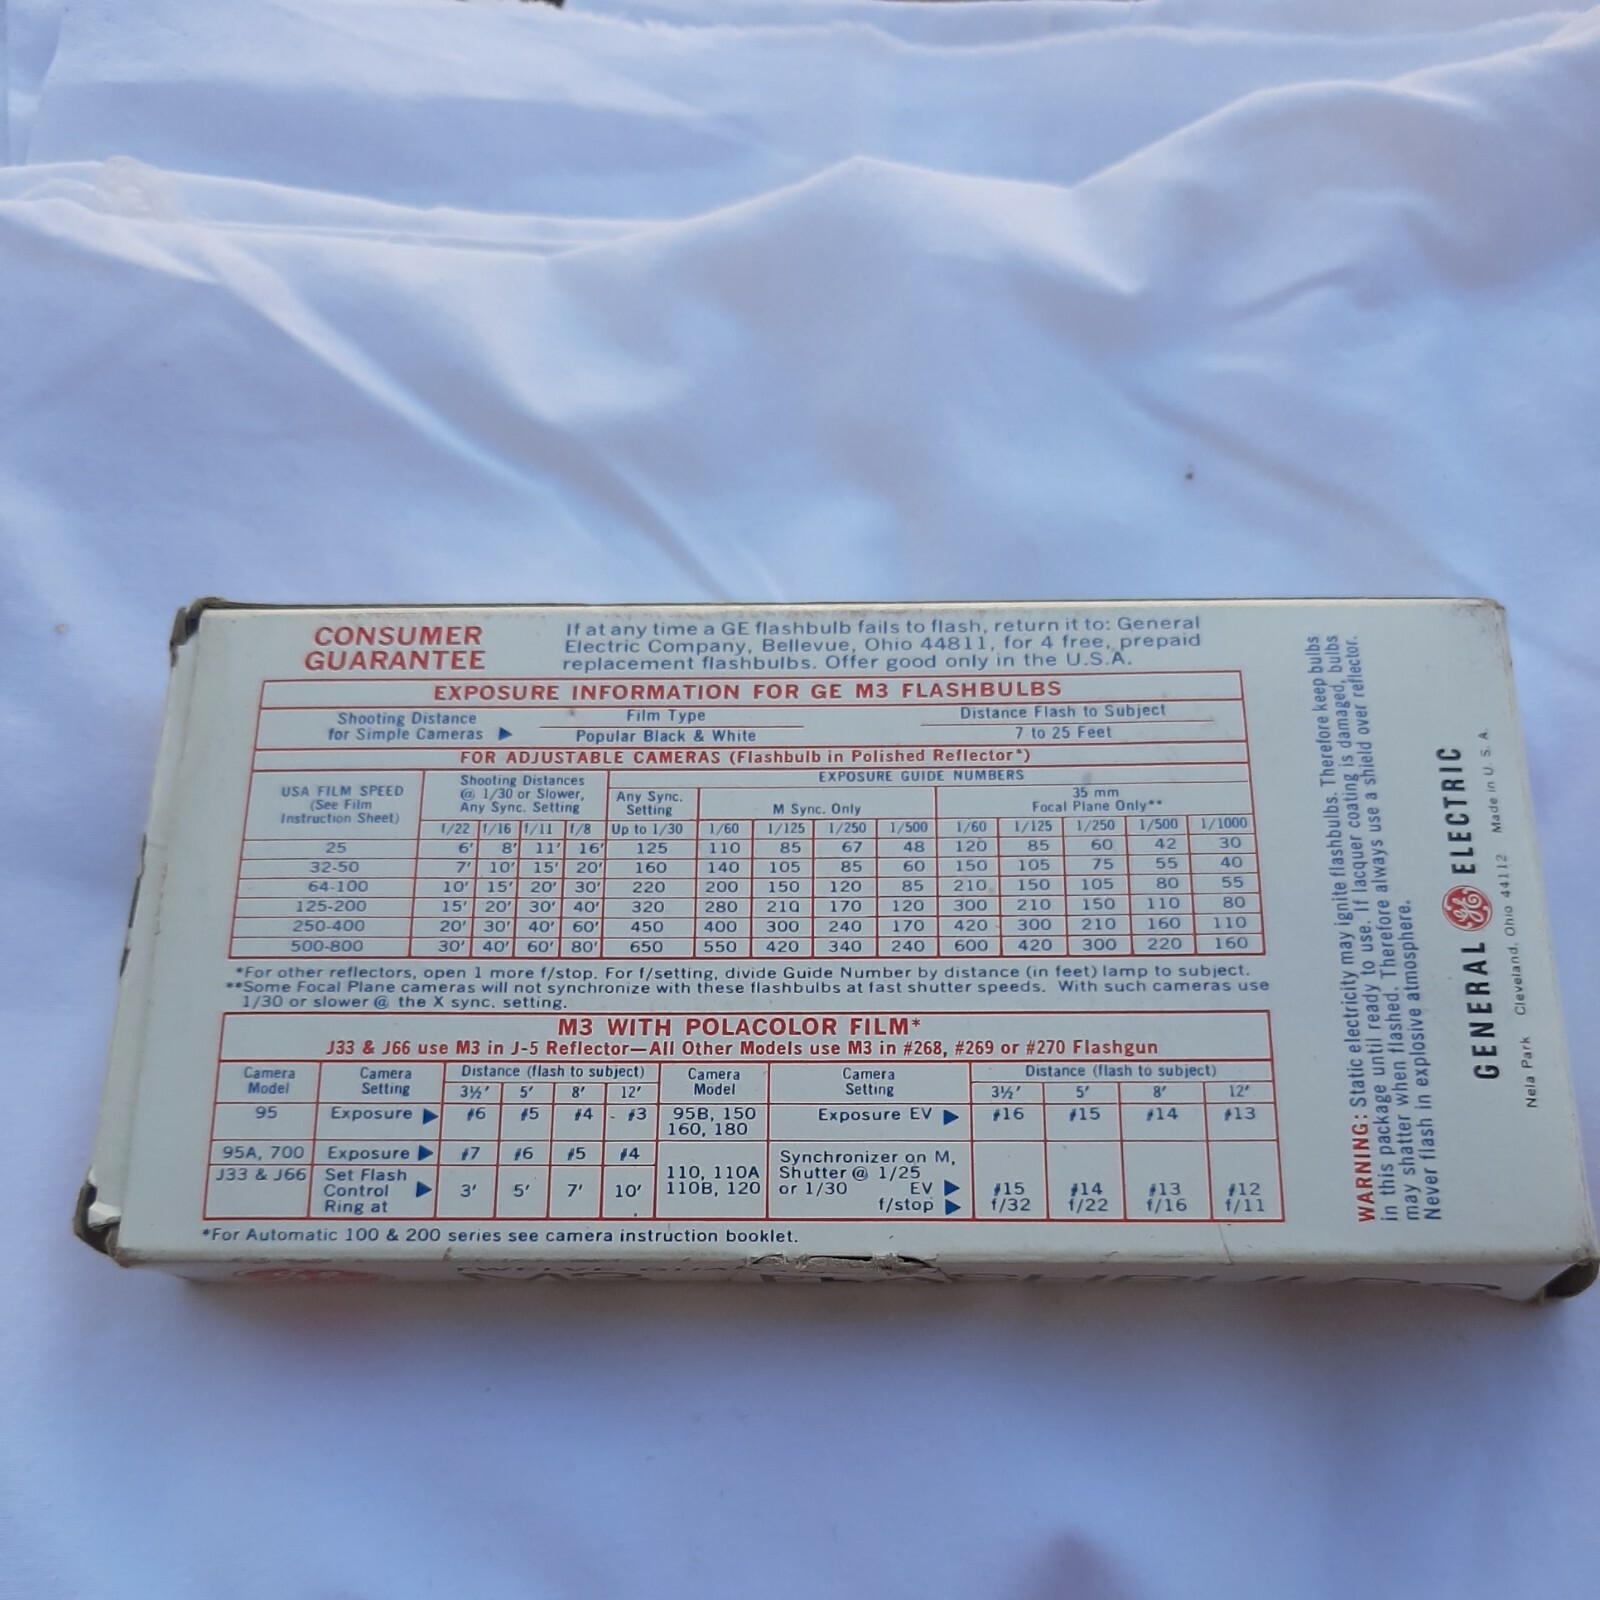 CONSUMER
GUARANTEE
If at any time a GE flashbulb fails to flash, return it to: General
Electric Company, Bellevue, Ohio 44811, for 4 free, prepaid
replacement flashbulbs. Offer good only in the U.S.A.
EXPOSURE INFORMATION FOR GE M3 FLASHBULBS
Shooting Distance
for Simple Cameras ▶
Film Type
Popular Black & White
Distance Flash to Subject
7 to 25 Feet
FOR ADJUSTABLE CAMERAS (Flashbulb in Polished Reflector*)
USA FILM SPEED
(See Film
Instruction Sheet)
Shooting Distances
@ 1/30 or Slower,
Any Sync. Setting
EXPOSURE GUIDE NUMBERS
Any Sync.
Setting
M Sync. Only
35 mm
Focal Plane Only**
f/22 f/16 f/11 f/8 Up to 1/30 1/60 1/125 1/250 1/500 1/60 1/125 1/250 1/500 1/1000
25 6' 8' 11' 16' 125 110 85 67 48 120 85 60 42 30
32-50 7' 10' 15' 20' 160 140 105 85 60 150 105 75 55 40
64-100 10' 15' 20' 30' 220 200 150 120 85 210 150 105 80 55
125-200 15' 20' 30' 40' 320 280 210 170 120 300 210 150 110 80
250-400 20' 30' 40' 60' 450 400 300 240 170 420 300 210 160 110
500-800 30' 40' 60' 80' 650 550 420 340 240 600 420 300 220 160
*For other reflectors, open 1 more f/stop. For f/setting, divide Guide Number by distance (in feet) lamp to subject.
**Some Focal Plane cameras will not synchronize with these flashbulbs at fast shutter speeds. With such cameras use
1/30 or slower @ the X sync. setting.
M3 WITH POLACOLOR FILM*
J33 & J66 use M3 in J-5 Reflector—All Other Models use M3 in #268, #269 or #270 Flashgun
Camera
Model
Camera
Setting
Distance (flash to subject)
3½' 5' 8' 12'
Camera
Model
Camera
Setting
Distance (flash to subject)
3½' 5' 8' 12'
95 Exposure ▶ #6 #5 #4 #3
95B, 150
160, 180
Exposure EV ▶ #16 #15 #14 #13
95A, 700 Exposure ▶ #7 #6 #5 #4
J33 & J66 Set Flash
Control ▶ 3' 5' 7' 10'
Ring at
110, 110A
110B, 120
Synchronizer on M,
Shutter @ 1/25
or 1/30 EV ▶ #15 #14 #13 #12
f/stop ▶ f/32 f/22 f/16 f/11
*For Automatic 100 & 200 series see camera instruction booklet.
WARNING: Static electricity may ignite flashbulbs. Therefore keep bulbs
in this package until ready to use. If lacquer coating is damaged, bulbs
may shatter when flashed. Therefore always use a shield over reflector.
Never flash in explosive atmosphere.
GENERAL GE ELECTRIC
Nela Park Cleveland, Ohio 44112 Made in U.S.A.